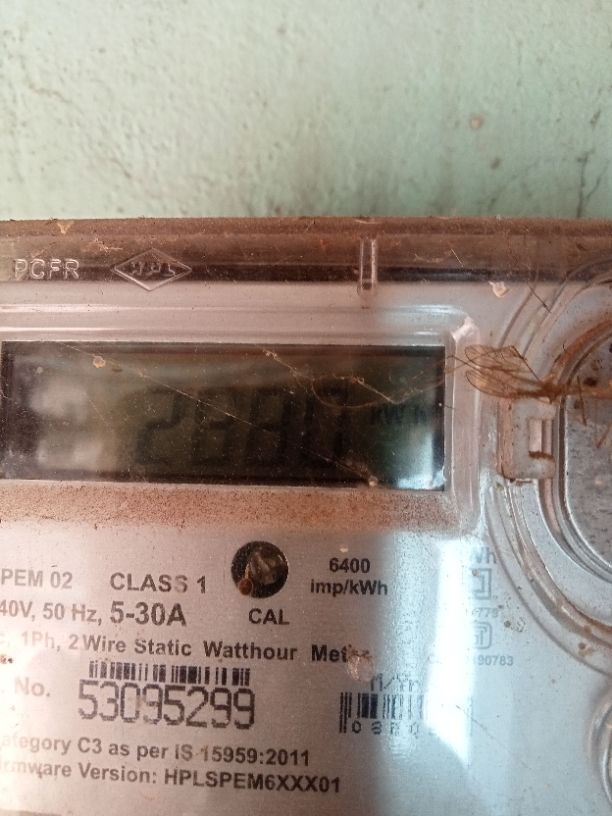 PCFR HPL
kWh
PEM 02 CLASS 1
6400
imp/kWh
40V, 50 Hz, 5-30A
CAL
1Ph, 2 Wire Static Watthour
No. 53095299
ategory C3 as per IS 15959:2011
rmware Version: HPLSPEM6XXX01